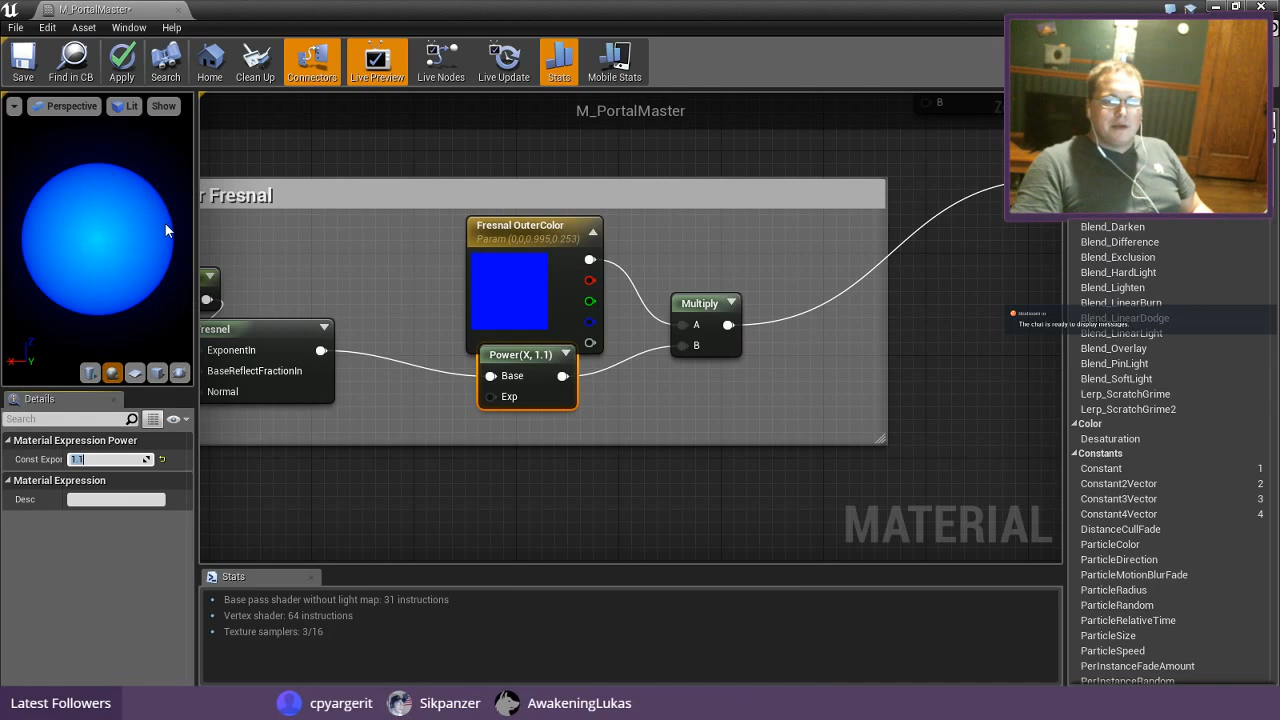 M_PortalMaster*
File Edit Asset Window Help
Save Find in CB Apply Search Home Clean Up Connectors Live Preview Live Nodes Live Update Stats Mobile Stats
Perspective Lit Show
M_PortalMaster
B
r Fresnal
Fresnal OuterColor
Param (0,0,0.995,0.253)
Multiply
A
B
resnel
ExponentIn
BaseReflectFractionIn
Normal
Power(X, 1.1)
Base
Exp
MATERIAL
Details
Search
Material Expression Power
Const Expor 1.1
Material Expression
Desc
Stats
Base pass shader without light map: 31 instructions
Vertex shader: 64 instructions
Texture samplers: 3/16
Blend_Darken
Blend_Difference
Blend_Exclusion
Blend_HardLight
Blend_Lighten
Blend_LinearBurn
Blend_LinearDodge
The chat is ready to display messages.
Blend_LinearLight
Blend_Overlay
Blend_PinLight
Blend_SoftLight
Lerp_ScratchGrime
Lerp_ScratchGrime2
Color
Desaturation
Constants
Constant 1
Constant2Vector 2
Constant3Vector 3
Constant4Vector 4
DistanceCullFade
ParticleColor
ParticleDirection
ParticleMotionBlurFade
ParticleRadius
ParticleRandom
ParticleRelativeTime
ParticleSize
ParticleSpeed
PerInstanceFadeAmount
PerInstanceRandom
Latest Followers cpyargerit Sikpanzer AwakeningLukas